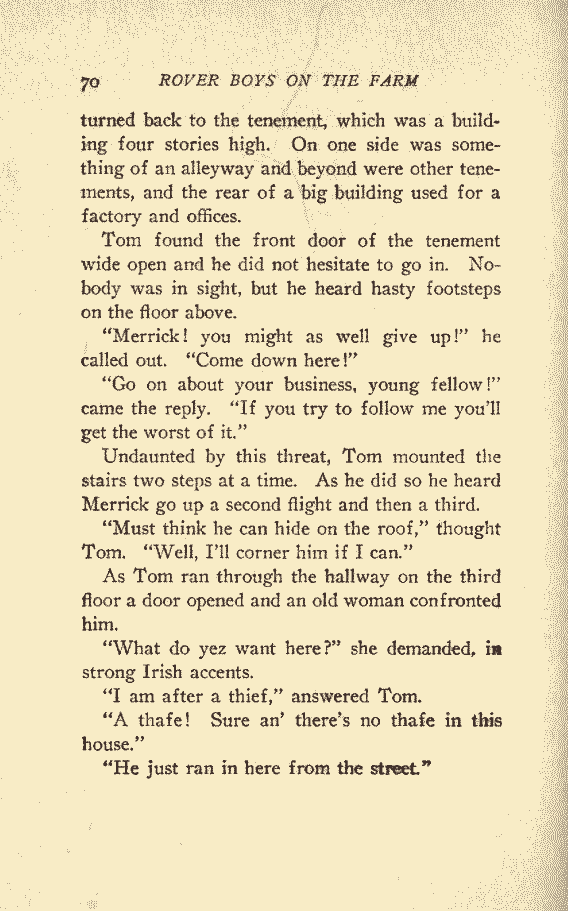 70 ROVER BOYS ON THE FARM
turned back to the tenement, which was a build-
ing four stories high. On one side was some-
thing of an alleyway and beyond were other tene-
ments, and the rear of a big building used for a
factory and offices.
Tom found the front door of the tenement
wide open and he did not hesitate to go in. No-
body was in sight, but he heard hasty footsteps
on the floor above.
“Merrick! you might as well give up!” he
called out. “Come down here!”
“Go on about your business, young fellow!”
came the reply. “If you try to follow me you’ll
get the worst of it.”
Undaunted by this threat, Tom mounted the
stairs two steps at a time. As he did so he heard
Merrick go up a second flight and then a third.
“Must think he can hide on the roof,” thought
Tom. “Well, I’ll corner him if I can.”
As Tom ran through the hallway on the third
floor a door opened and an old woman confronted
him.
“What do yez want here?” she demanded, in
strong Irish accents.
“I am after a thief,” answered Tom.
“A thafe! Sure an’ there’s no thafe in this
house.”
“He just ran in here from the street.”